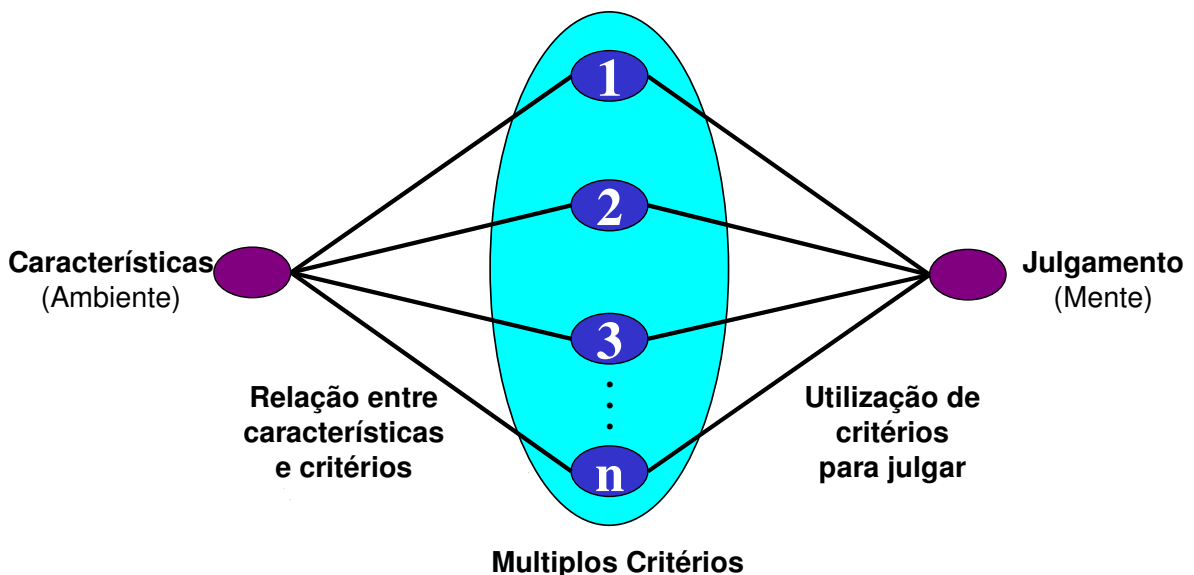 1
2
Características
(Ambiente)
Julgamento
(Mente)
3
Relação entre
características
e critérios
Utilização de
critérios
para julgar
n
Multiplos Critérios